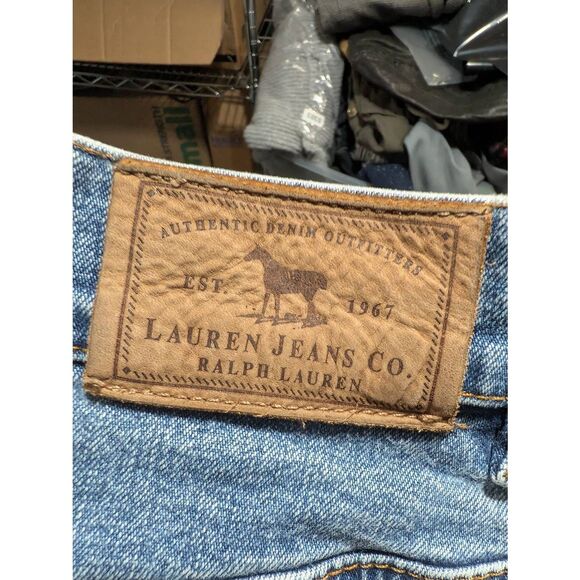 AUTHENTIC DENIM OUTFITTERS
EST. 1967
LAUREN JEANS CO.
RALPH LAUREN